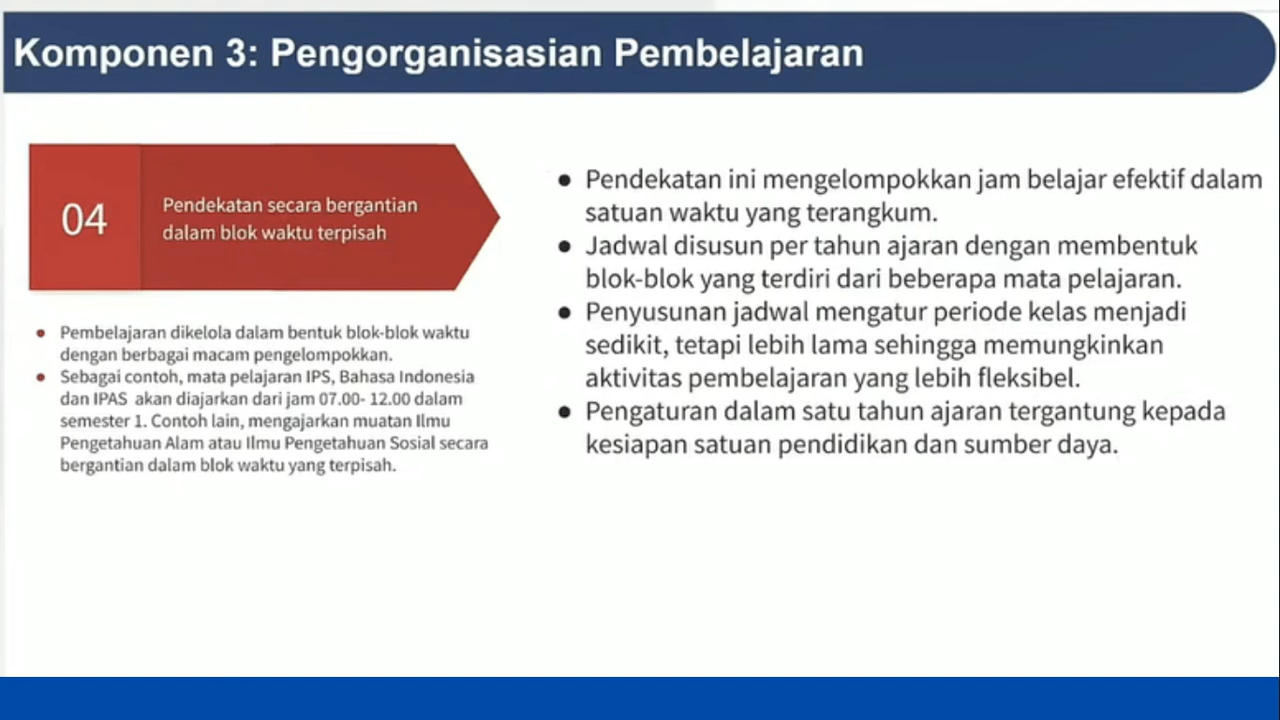 Komponen 3: Pengorganisasian Pembelajaran
04
Pendekatan secara bergantian
dalam blok waktu terpisah
● Pembelajaran dikelola dalam bentuk blok-blok waktu
dengan berbagai macam pengelompokkan.
● Sebagai contoh, mata pelajaran IPS, Bahasa Indonesia
dan IPAS akan diajarkan dari jam 07.00- 12.00 dalam
semester 1. Contoh lain, mengajarkan muatan Ilmu
Pengetahuan Alam atau Ilmu Pengetahuan Sosial secara
bergantian dalam blok waktu yang terpisah.
● Pendekatan ini mengelompokkan jam belajar efektif dalam
satuan waktu yang terangkum.
● Jadwal disusun per tahun ajaran dengan membentuk
blok-blok yang terdiri dari beberapa mata pelajaran.
● Penyusunan jadwal mengatur periode kelas menjadi
sedikit, tetapi lebih lama sehingga memungkinkan
aktivitas pembelajaran yang lebih fleksibel.
● Pengaturan dalam satu tahun ajaran tergantung kepada
kesiapan satuan pendidikan dan sumber daya.